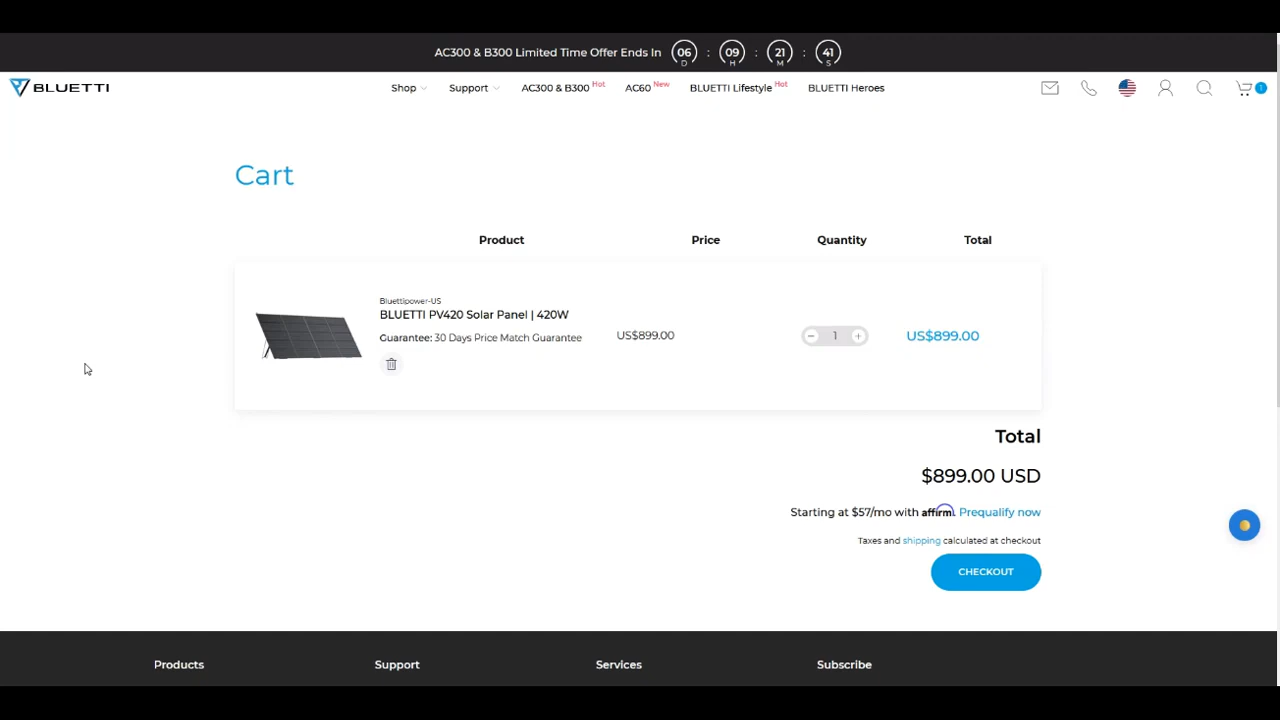 AC300 & B300 Limited Time Offer Ends In 06 D : 09 H : 21 M : 41 S
BLUETTI Shop Support AC300 & B300 Hot AC60 New BLUETTI Lifestyle Hot BLUETTI Heroes 1
Cart
Product Price Quantity Total
Bluettipower-US
BLUETTI PV420 Solar Panel | 420W
Guarantee: 30 Days Price Match Guarantee
US$899.00 − 1 + US$899.00
Total
$899.00 USD
Starting at $57/mo with affirm. Prequalify now
Taxes and shipping calculated at checkout
CHECKOUT
Products Support Services Subscribe